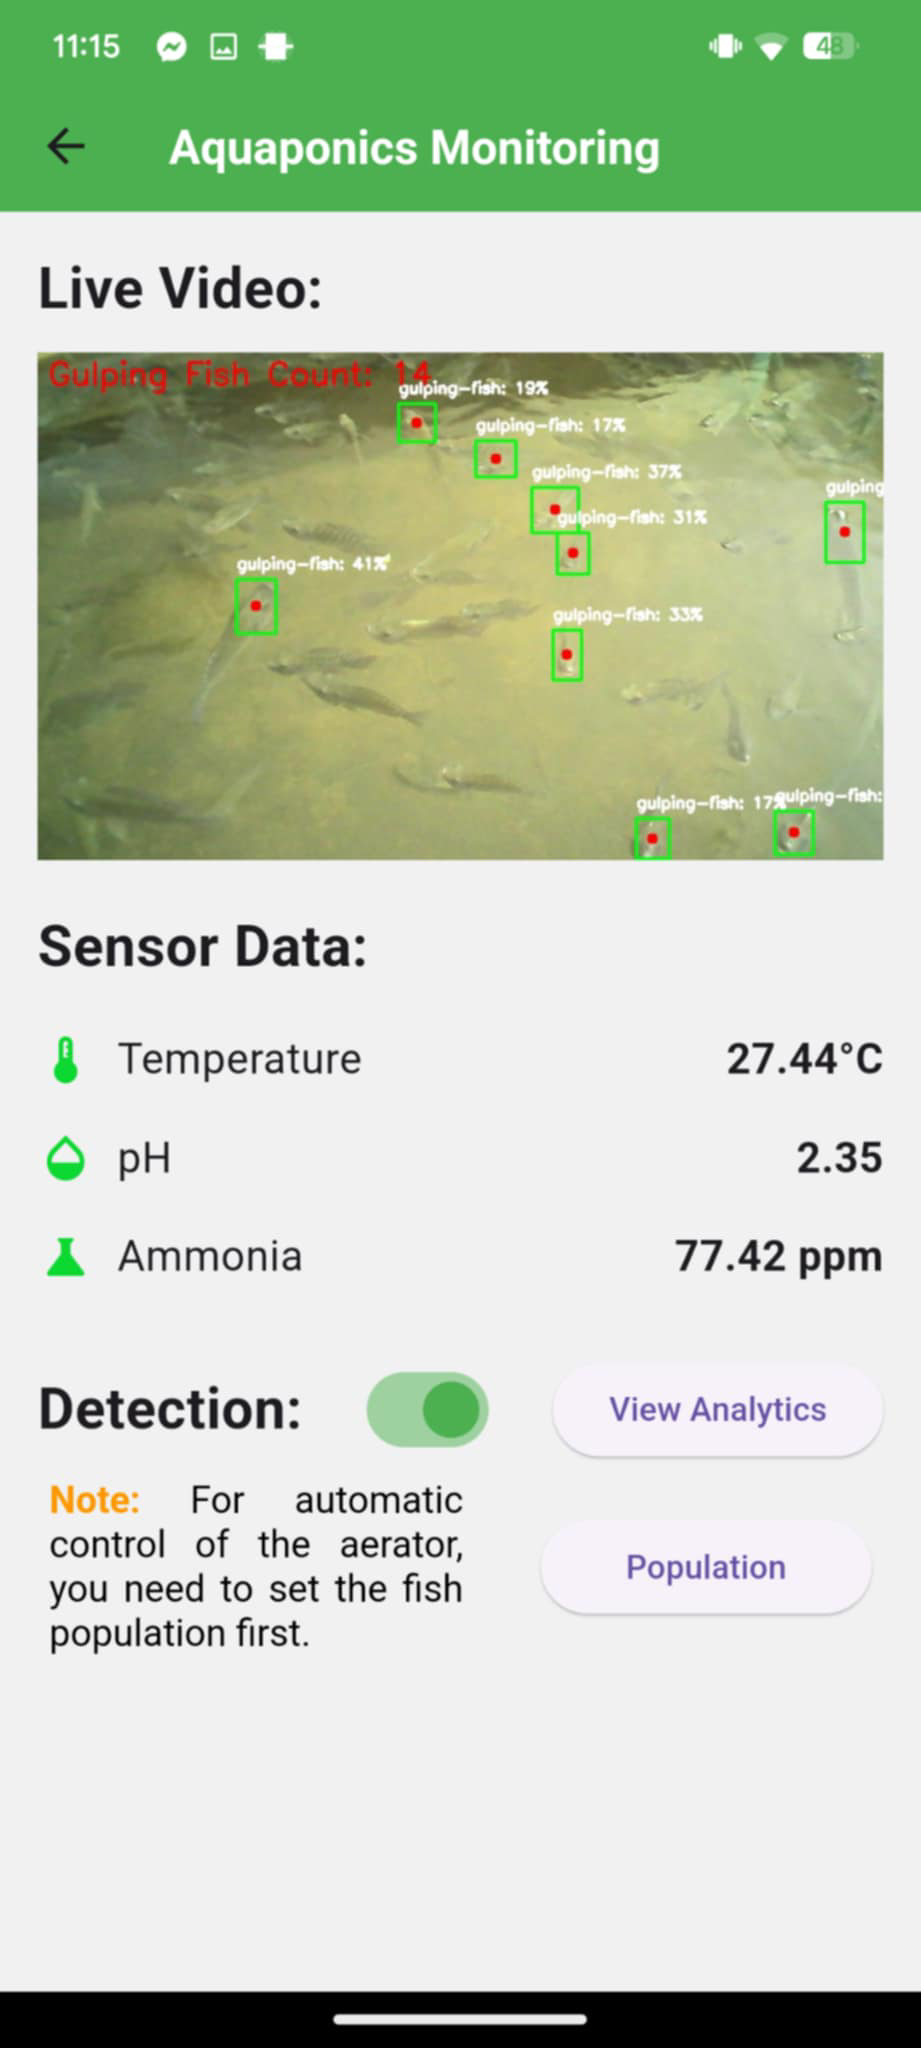 11:15
48
Aquaponics Monitoring
Live Video:
Gulping Fish Count: 14
gulping-fish: 19%
gulping-fish: 17%
gulping-fish: 37%
gulping
gulping-fish: 31%
gulping-fish: 41%
gulping-fish: 33%
gulping-fish: 17%
gulping-fish:
Sensor Data:
Temperature 27.44°C
pH 2.35
Ammonia 77.42 ppm
Detection:
View Analytics
Note: For automatic
control of the aerator,
you need to set the fish
population first.
Population